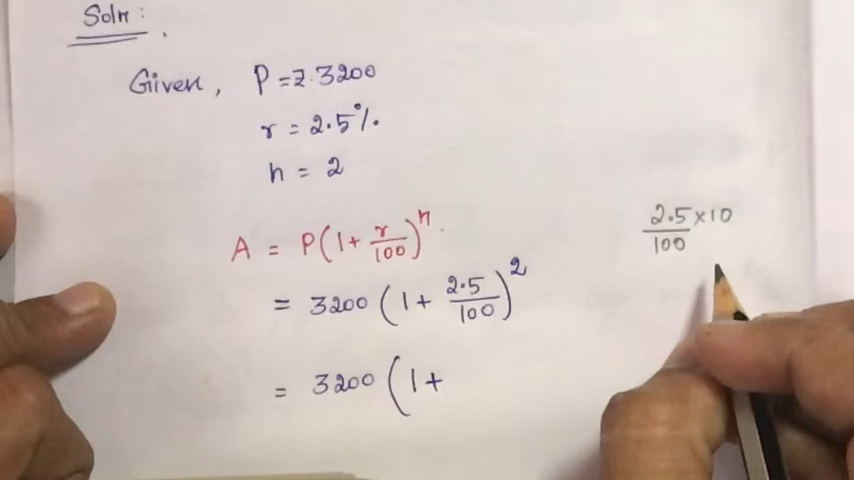 Soln :
Given, P = ₹.3200
r = 2.5%.
n = 2
A = P(1 + r/100)^n
= 3200 (1 + 2.5/100)^2
= 3200 (1 +
2.5 × 10
100